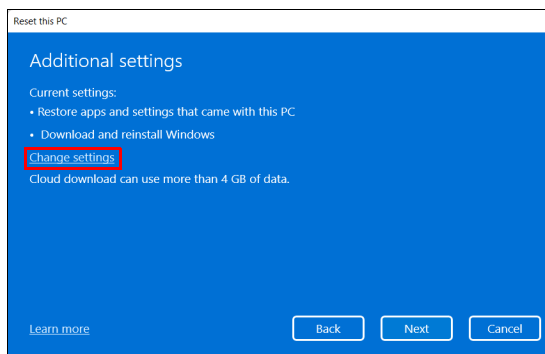 Reset this PC
Additional settings
Current settings:
• Restore apps and settings that came with this PC
• Download and reinstall Windows
Change settings
Cloud download can use more than 4 GB of data.
Learn more
Back
Next
Cancel